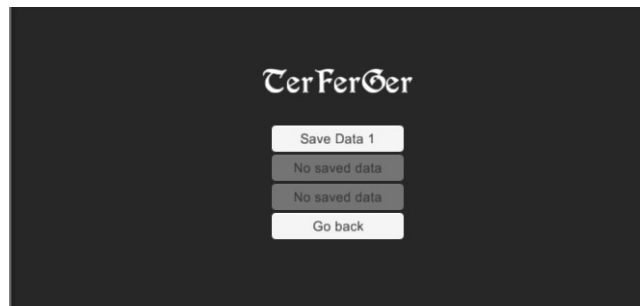 TerFerGer
Save Data 1
No saved data
No saved data
Go back